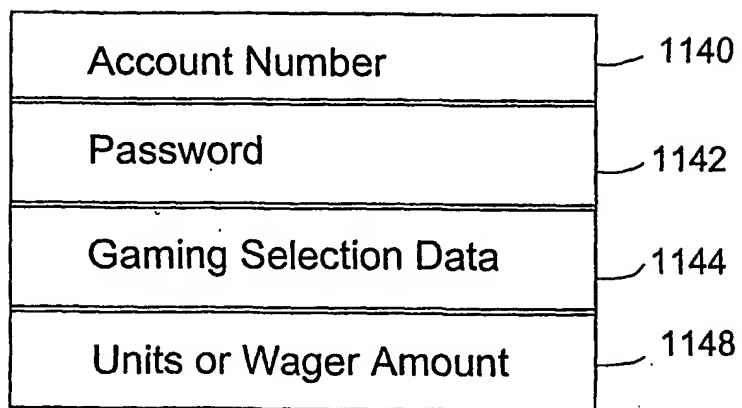 Account Number 1140
Password 1142
Gaming Selection Data 1144
Units or Wager Amount 1148